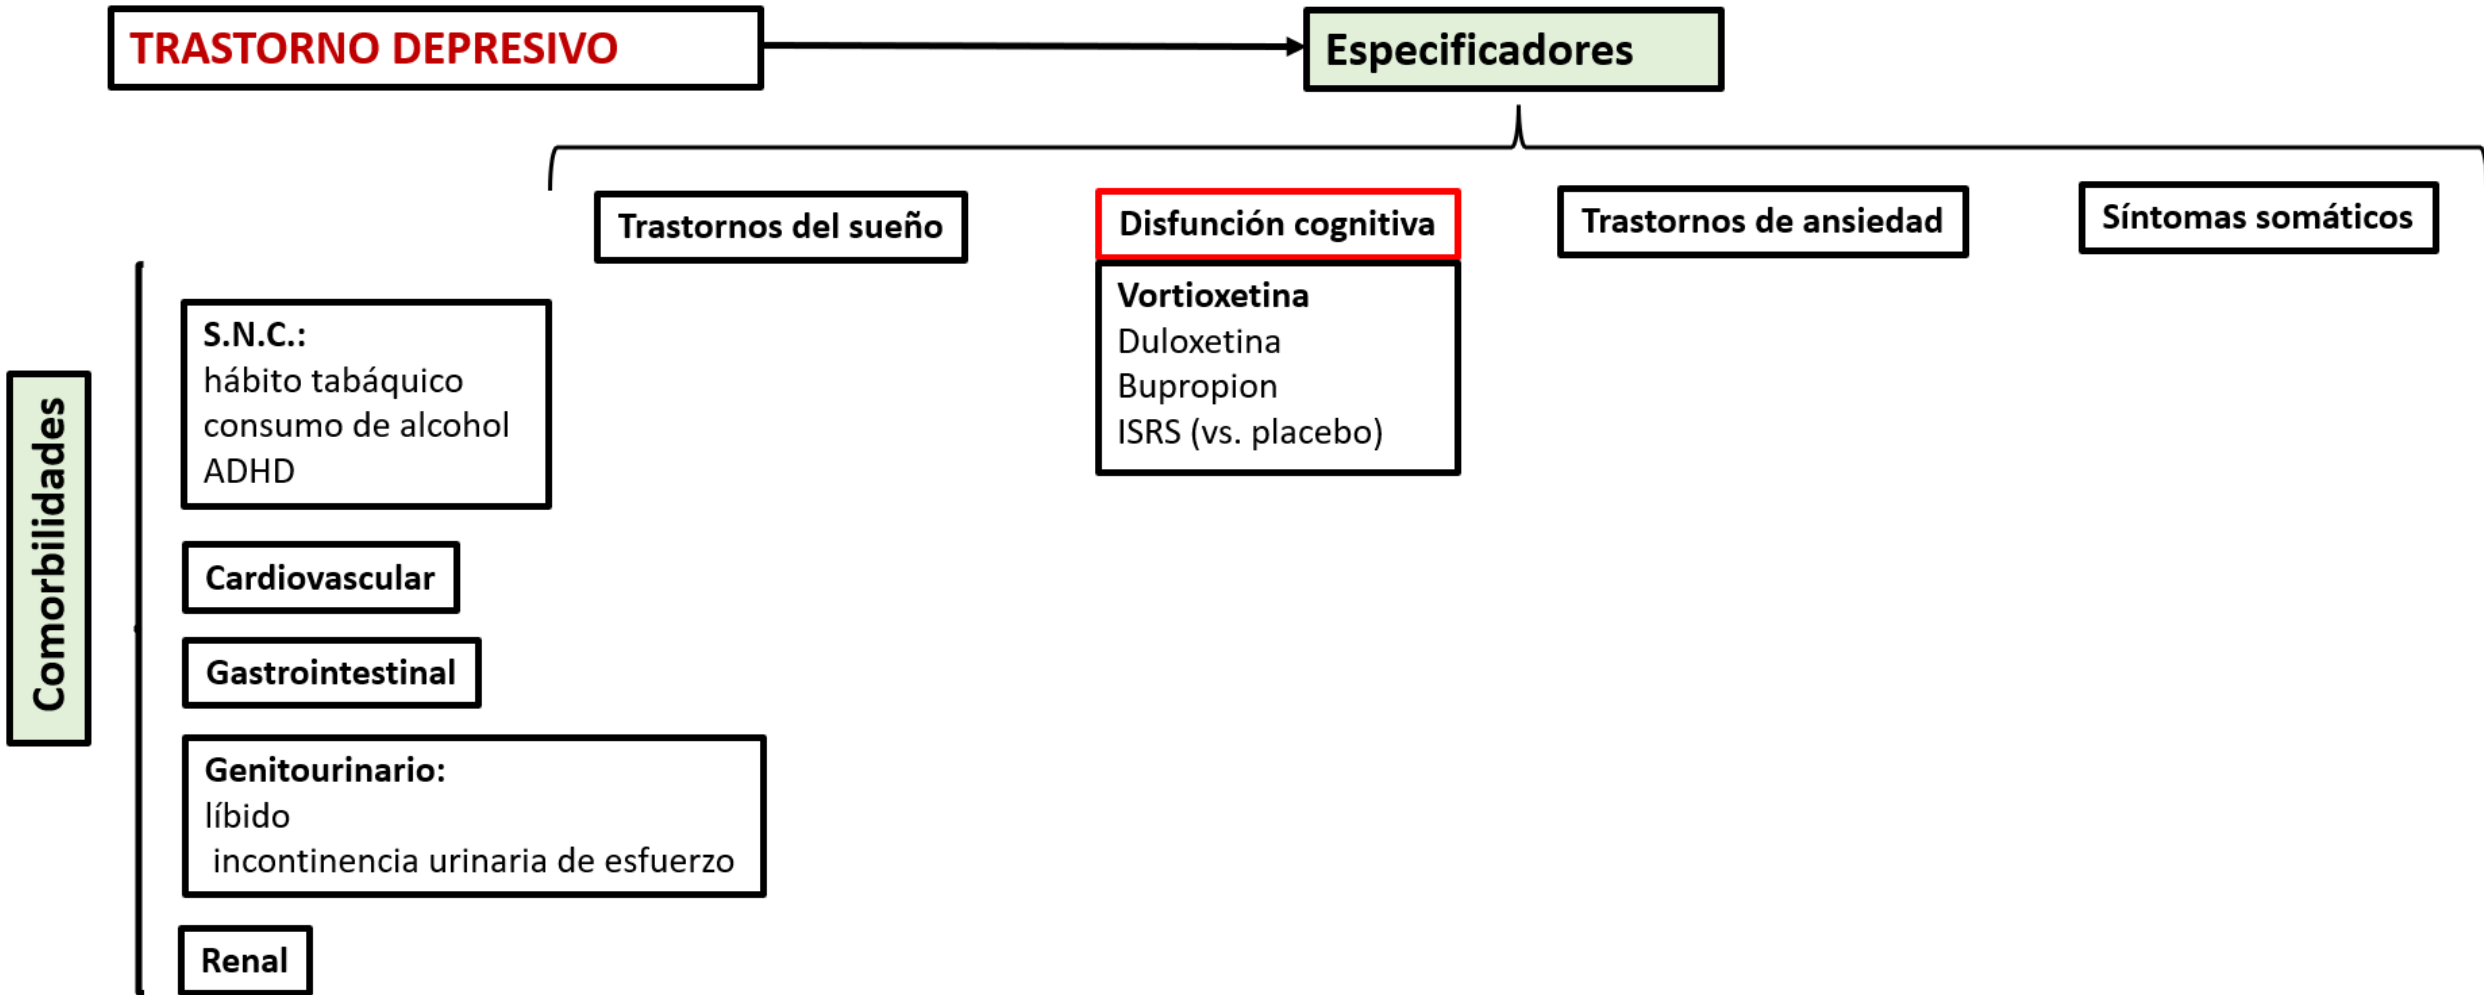 TRASTORNO DEPRESIVO
Especificadores
Trastornos del sueño
Disfunción cognitiva
Trastornos de ansiedad
Síntomas somáticos
Vortioxetina
Duloxetina
Bupropion
ISRS (vs. placebo)
Comorbilidades
S.N.C.:
hábito tabáquico
consumo de alcohol
ADHD
Cardiovascular
Gastrointestinal
Genitourinario:
líbido
incontinencia urinaria de esfuerzo
Renal